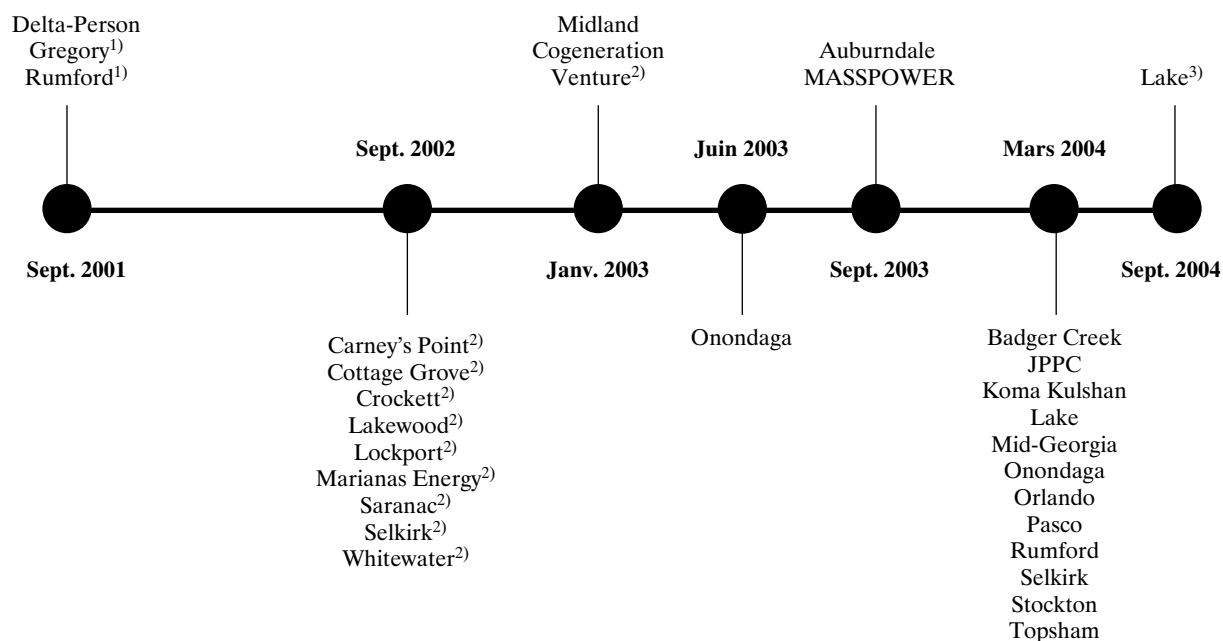 Delta-Person
Gregory1)
Rumford1)
Sept. 2001
Sept. 2002
Carney's Point2)
Cottage Grove2)
Crockett2)
Lakewood2)
Lockport2)
Marianas Energy2)
Saranac2)
Selkirk2)
Whitewater2)
Midland
Cogeneration
Venture2)
Janv. 2003
Juin 2003
Onondaga
Auburndale
MASSPOWER
Sept. 2003
Mars 2004
Badger Creek
JPPC
Koma Kulshan
Lake
Mid-Georgia
Onondaga
Orlando
Pasco
Rumford
Selkirk
Stockton
Topsham
Lake3)
Sept. 2004